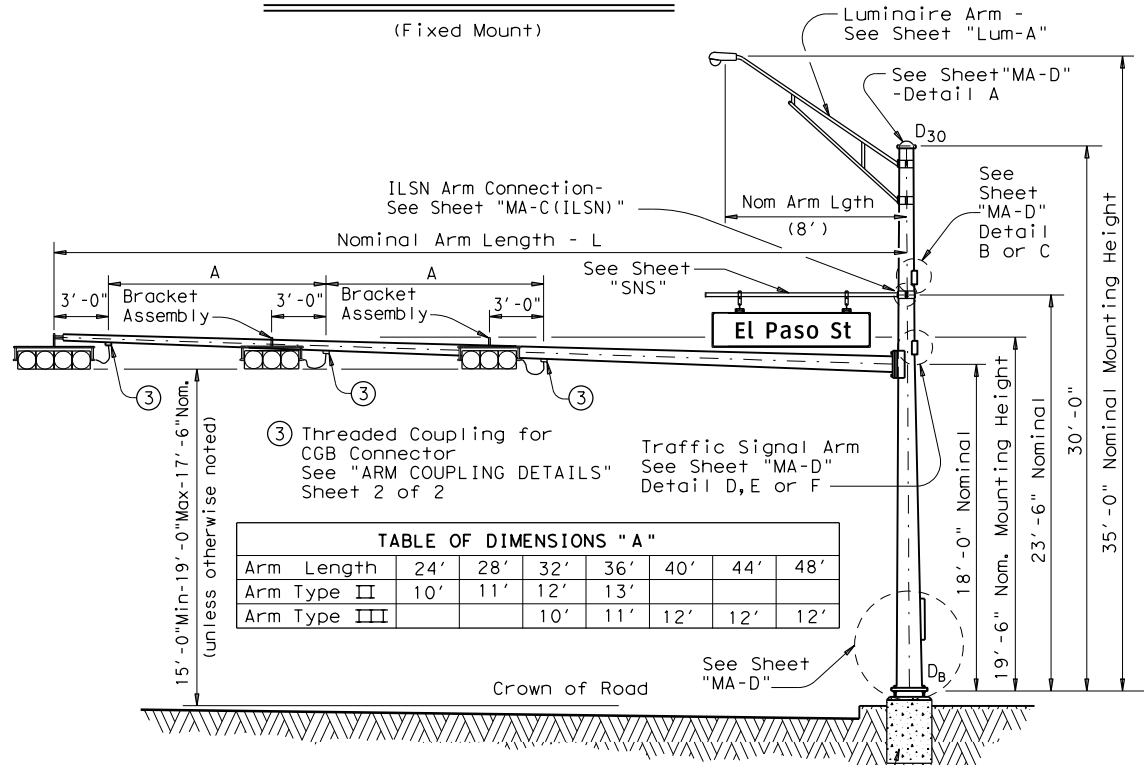 (Fixed Mount)
Luminaire Arm -
See Sheet "Lum-A"
See Sheet"MA-D"
-Detail A
D30
ILSN Arm Connection-
See Sheet "MA-C(ILSN)"
Nom Arm Lgth
(8')
See
Sheet
"MA-D"
Detail
B or C
Nominal Arm Length - L
See Sheet
"SNS"
A
A
3'-0"
Bracket
Assembly
3'-0"
Bracket
Assembly
3'-0"
El Paso St
3
3
3
3 Threaded Coupling for
CGB Connector
See "ARM COUPLING DETAILS"
Sheet 2 of 2
Traffic Signal Arm
See Sheet "MA-D"
Detail D,E or F
15'-0"Min-19'-0"Max-17'-6"Nom.
(unless otherwise noted)
TABLE OF DIMENSIONS "A"
Arm Length 24' 28' 32' 36' 40' 44' 48'
Arm Type II 10' 11' 12' 13'
Arm Type III 10' 11' 12' 12' 12'
18'-0" Nominal
19'-6" Nom. Mounting Height
23'-6" Nominal
30'-0"
35'-0" Nominal Mounting Height
See Sheet
"MA-D"
DB
Crown of Road